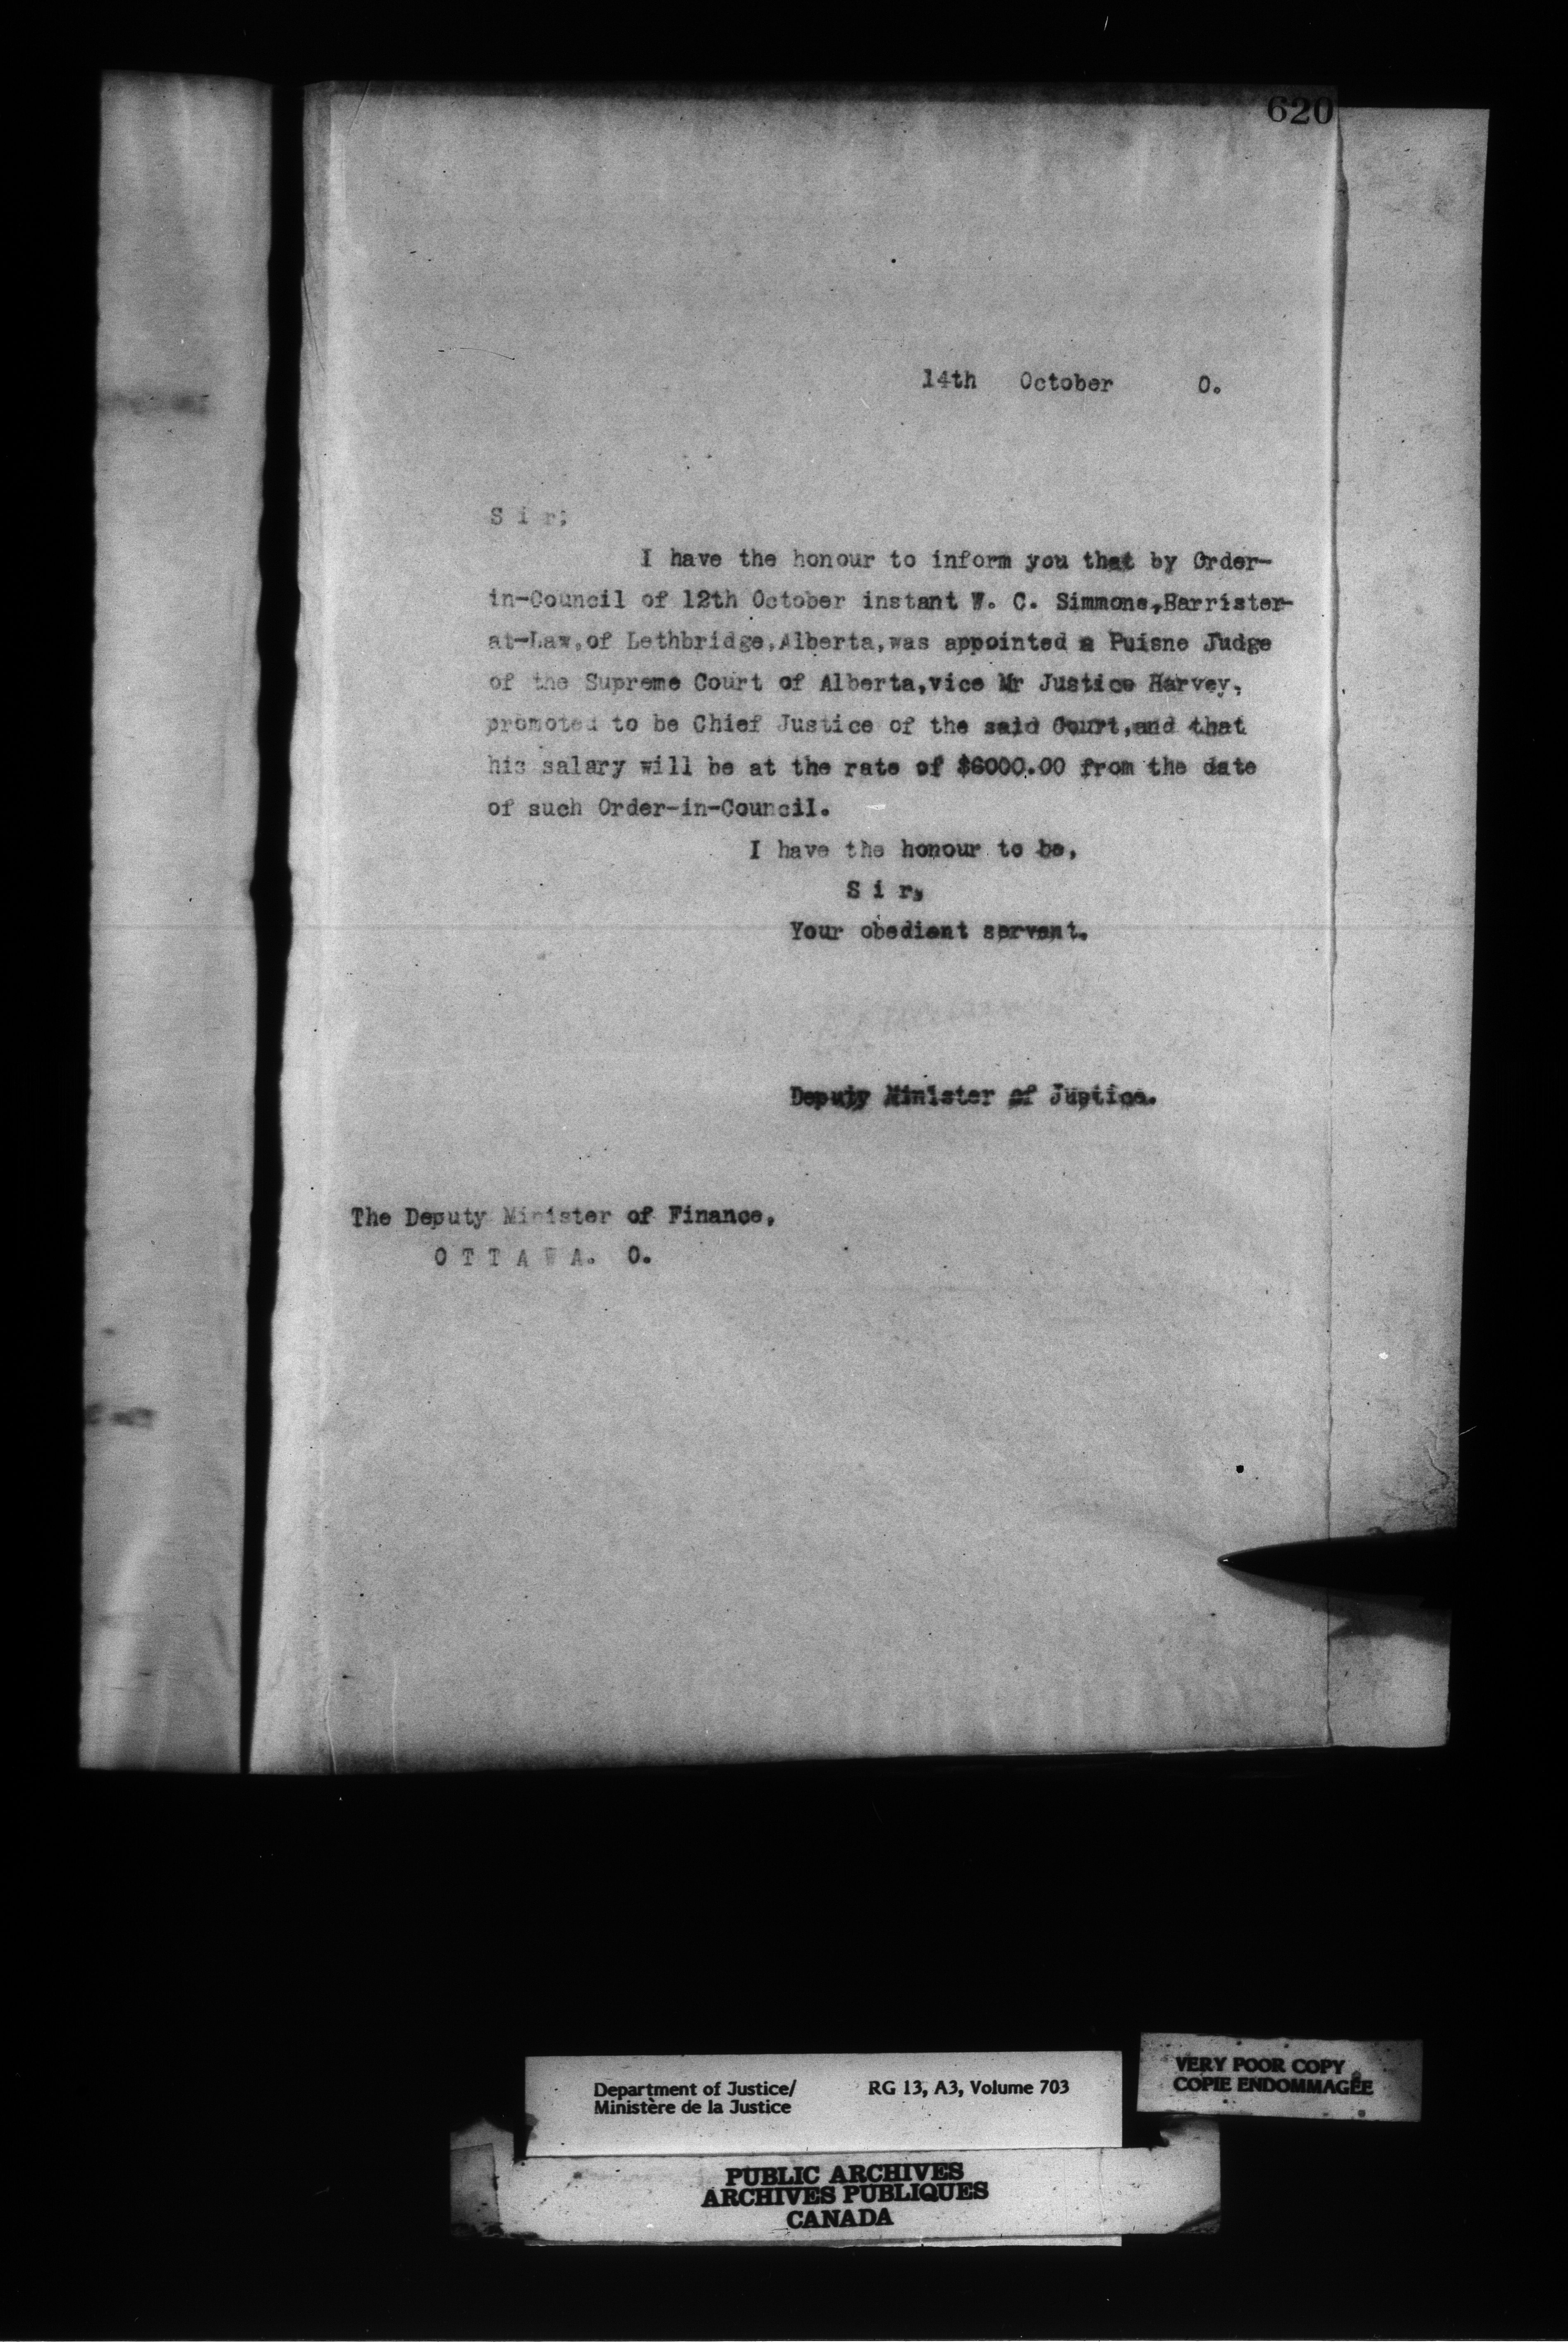 620
14th October 0.
S i r;
I have the honour to inform you that by Order-
in-Council of 12th October instant W. C. Simmons,Barrister-
at-Law,of Lethbridge,Alberta,was appointed a Puisne Judge
of the Supreme Court of Alberta,vice Mr Justice Harvey,
promoted to be Chief Justice of the said Court,and that
his salary will be at the rate of $6000.00 from the date
of such Order-in-Council.
I have the honour to be,
S i r,
Your obedient servant.
Deputy Minister of Justice.
The Deputy Minister of Finance,
O T T A W A. O.
Department of Justice/ RG 13, A3, Volume 703
Ministère de la Justice
VERY POOR COPY
COPIE ENDOMMAGÉE
PUBLIC ARCHIVES
ARCHIVES PUBLIQUES
CANADA